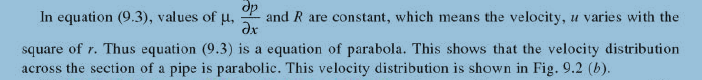 In equation (9.3), values of μ, ∂p/∂x and R are constant, which means the velocity, u varies with the
square of r. Thus equation (9.3) is a equation of parabola. This shows that the velocity distribution
across the section of a pipe is parabolic. This velocity distribution is shown in Fig. 9.2 (b).